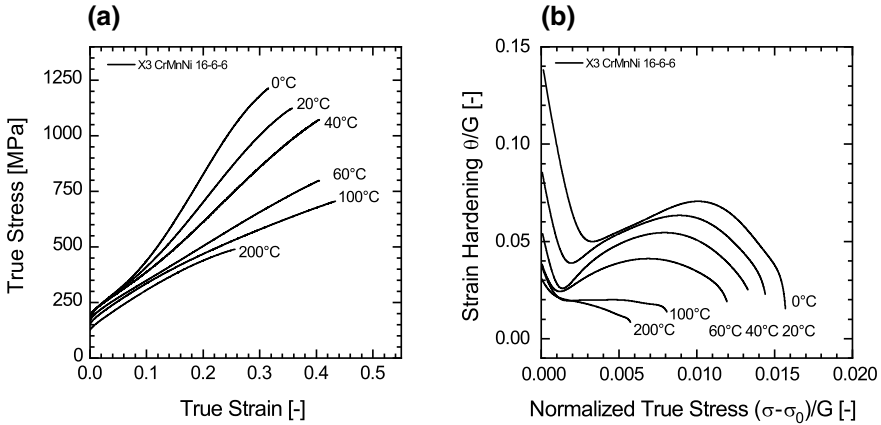 (a)
X3 CrMnNi 16-6-6
1250
1000
750
500
250
0
0°C
20°C
40°C
60°C
100°C
200°C
0.0 0.1 0.2 0.3 0.4 0.5
True Stress [MPa]
True Strain [-]
(b)
X3 CrMnNi 16-6-6
0.15
0.10
0.05
0.00
0°C
100°C
200°C 60°C 40°C 20°C
0.000 0.005 0.010 0.015 0.020
Strain Hardening θ/G [-]
Normalized True Stress (σ-σ₀)/G [-]